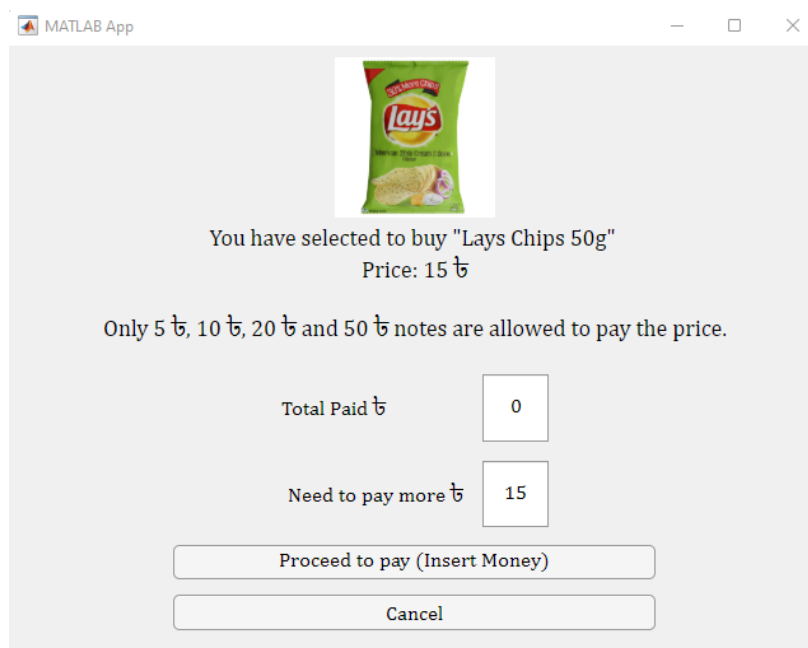 MATLAB App
Lay's
You have selected to buy "Lays Chips 50g"
Price: 15 ৳
Only 5 ৳, 10 ৳, 20 ৳ and 50 ৳ notes are allowed to pay the price.
Total Paid ৳ 0
Need to pay more ৳ 15
Proceed to pay (Insert Money)
Cancel